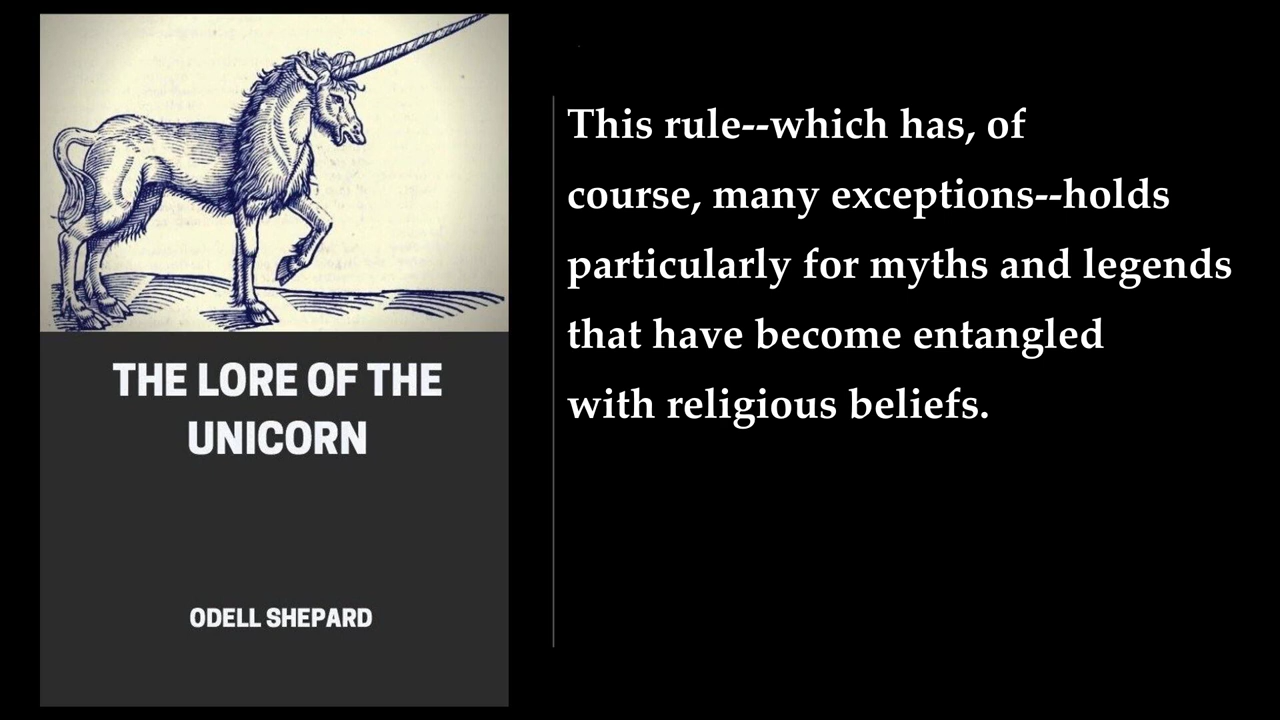 THE LORE OF THE
UNICORN
ODELL SHEPARD
This rule--which has, of
course, many exceptions--holds
particularly for myths and legends
that have become entangled
with religious beliefs.